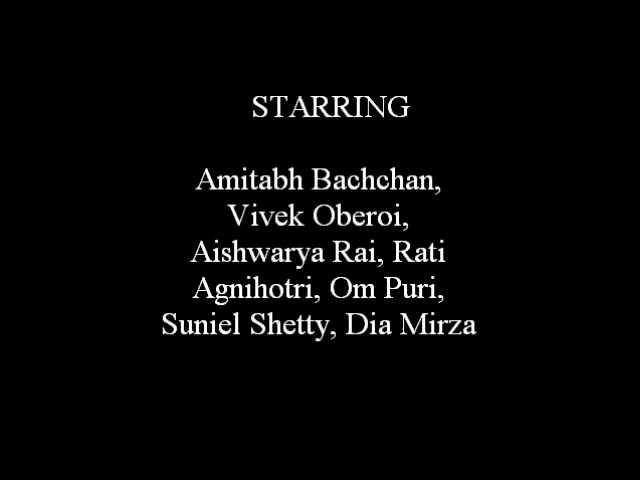 STARRING
Amitabh Bachchan,
Vivek Oberoi,
Aishwarya Rai, Rati
Agnihotri, Om Puri,
Suniel Shetty, Dia Mirza